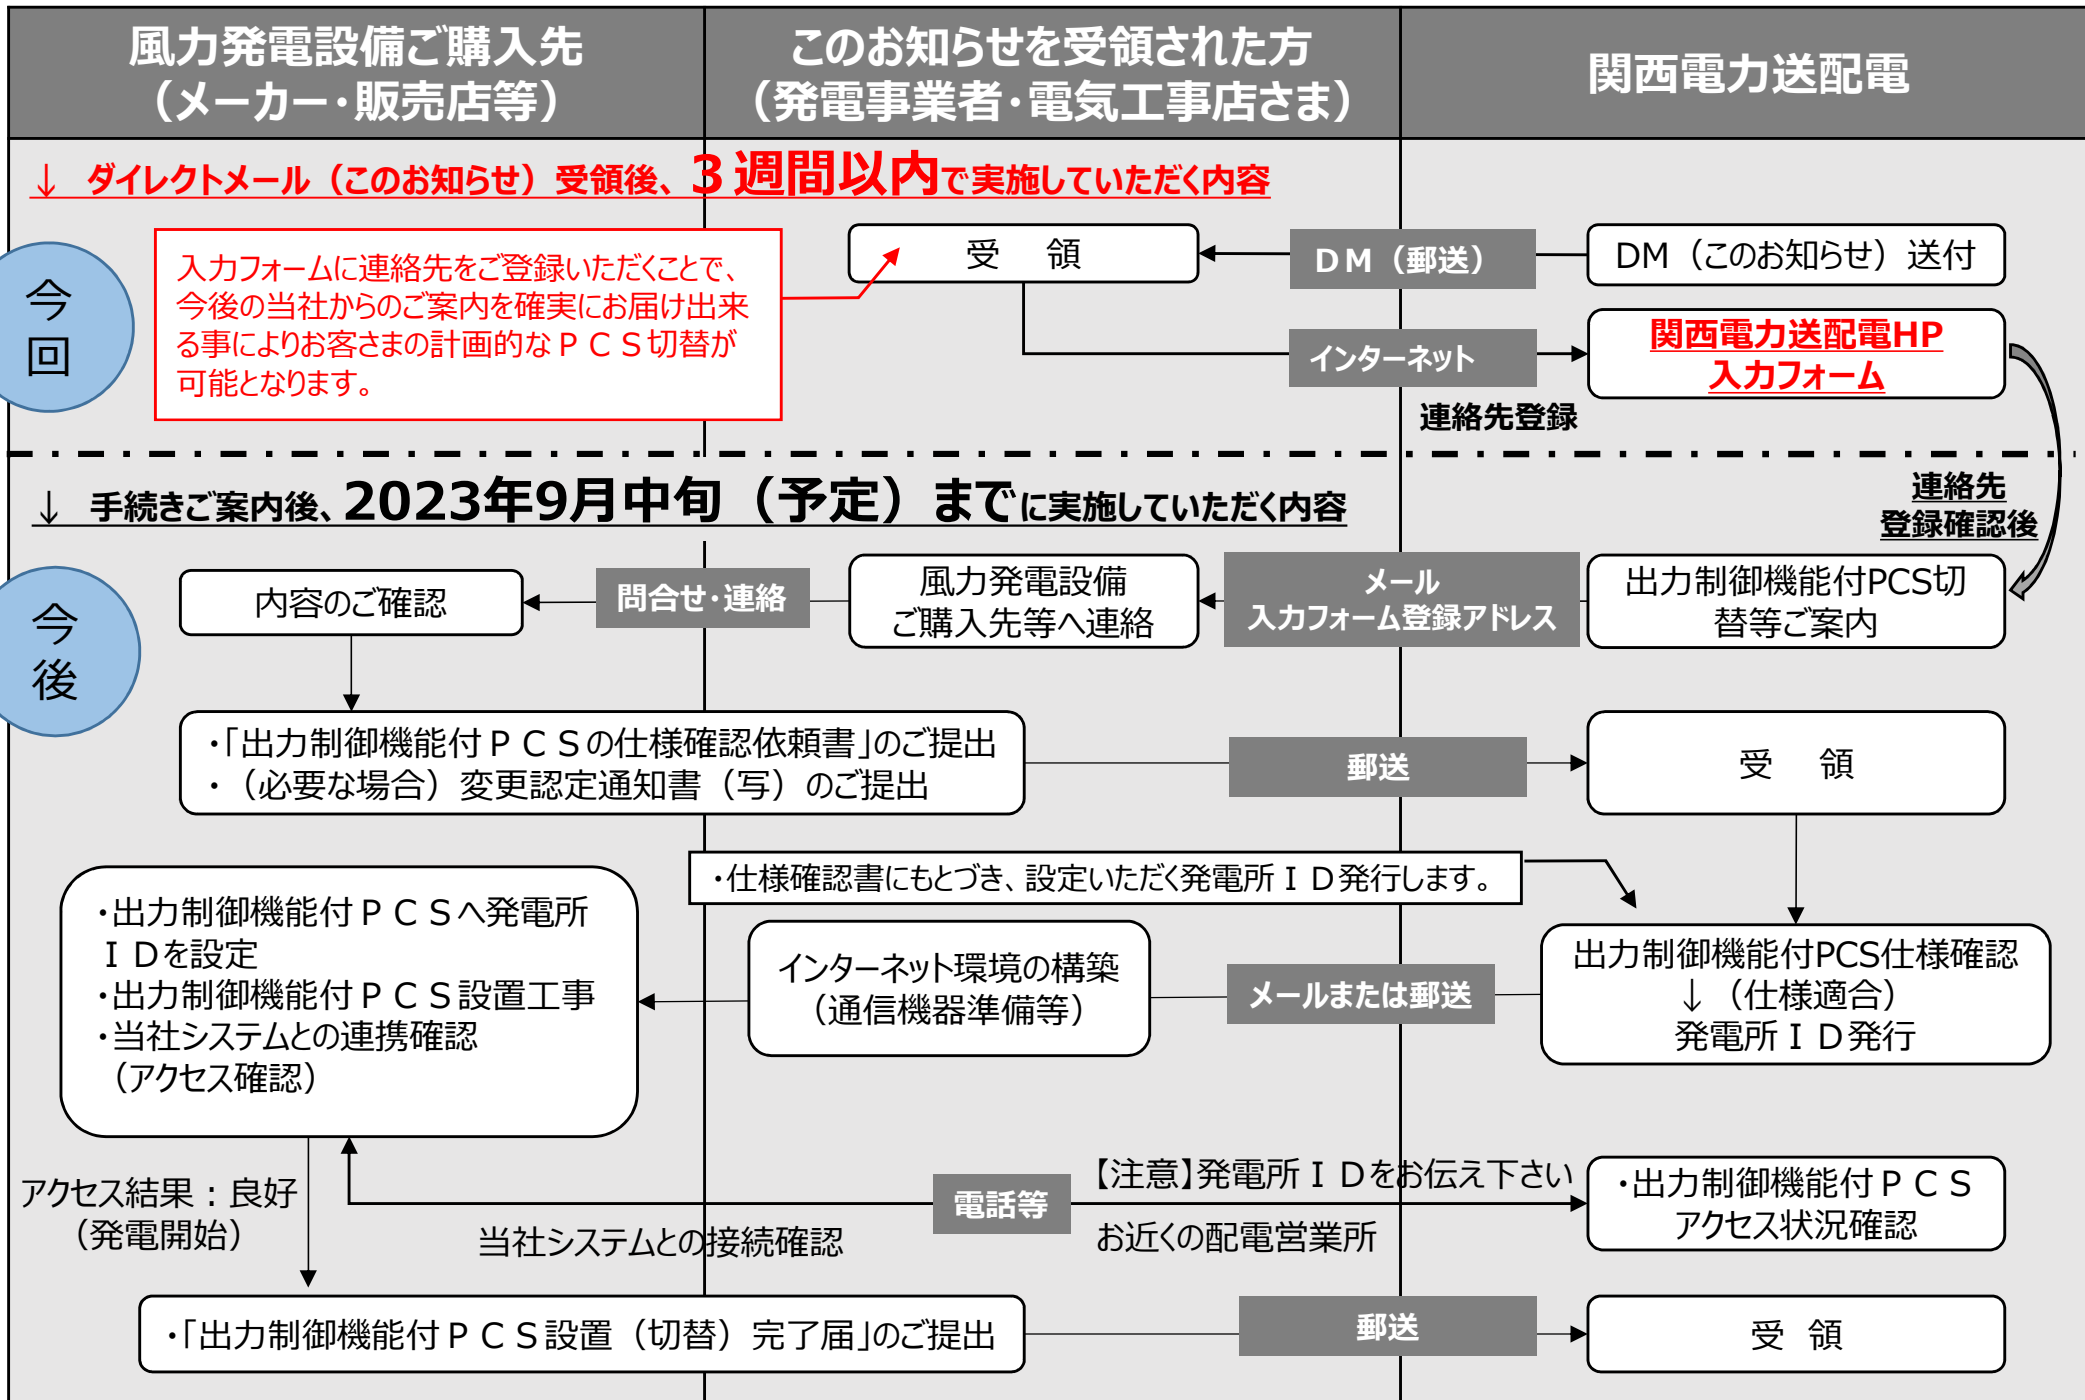 風力発電設備ご購入先
（メーカー・販売店等）
このお知らせを受領された方
（発電事業者・電気工事店さま）
関西電力送配電
↓ ダイレクトメール（このお知らせ）受領後、３週間以内で実施していただく内容
今
回
入力フォームに連絡先をご登録いただくことで、
今後の当社からのご案内を確実にお届け出来
る事によりお客さまの計画的なＰＣＳ切替が
可能となります。
受　領
ＤＭ（郵送）
DM（このお知らせ）送付
インターネット
関西電力送配電HP
入力フォーム
連絡先登録
↓ 手続きご案内後、2023年9月中旬（予定）までに実施していただく内容
連絡先
登録確認後
今
後
内容のご確認
問合せ・連絡
風力発電設備
ご購入先等へ連絡
メール
入力フォーム登録アドレス
出力制御機能付PCS切
替等ご案内
・「出力制御機能付ＰＣＳの仕様確認依頼書」のご提出
・（必要な場合）変更認定通知書（写）のご提出
郵送
受　領
・仕様確認書にもとづき、設定いただく発電所ＩＤ発行します。
・出力制御機能付ＰＣＳへ発電所
ＩＤを設定
・出力制御機能付ＰＣＳ設置工事
・当社システムとの連携確認
（アクセス確認）
インターネット環境の構築
（通信機器準備等）
メールまたは郵送
出力制御機能付PCS仕様確認
↓（仕様適合）
発電所ＩＤ発行
アクセス結果：良好
（発電開始）
当社システムとの接続確認
電話等
【注意】発電所ＩＤをお伝え下さい
お近くの配電営業所
・出力制御機能付ＰＣＳ
アクセス状況確認
・「出力制御機能付ＰＣＳ設置（切替）完了届」のご提出
郵送
受 領